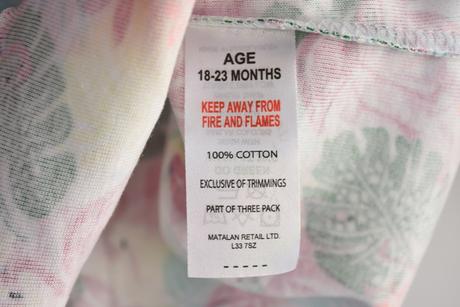 AGE
18-23 MONTHS
KEEP AWAY FROM
FIRE AND FLAMES
100% COTTON
EXCLUSIVE OF TRIMMINGS
PART OF THREE PACK
MATALAN RETAIL LTD.
L33 7SZ
-----